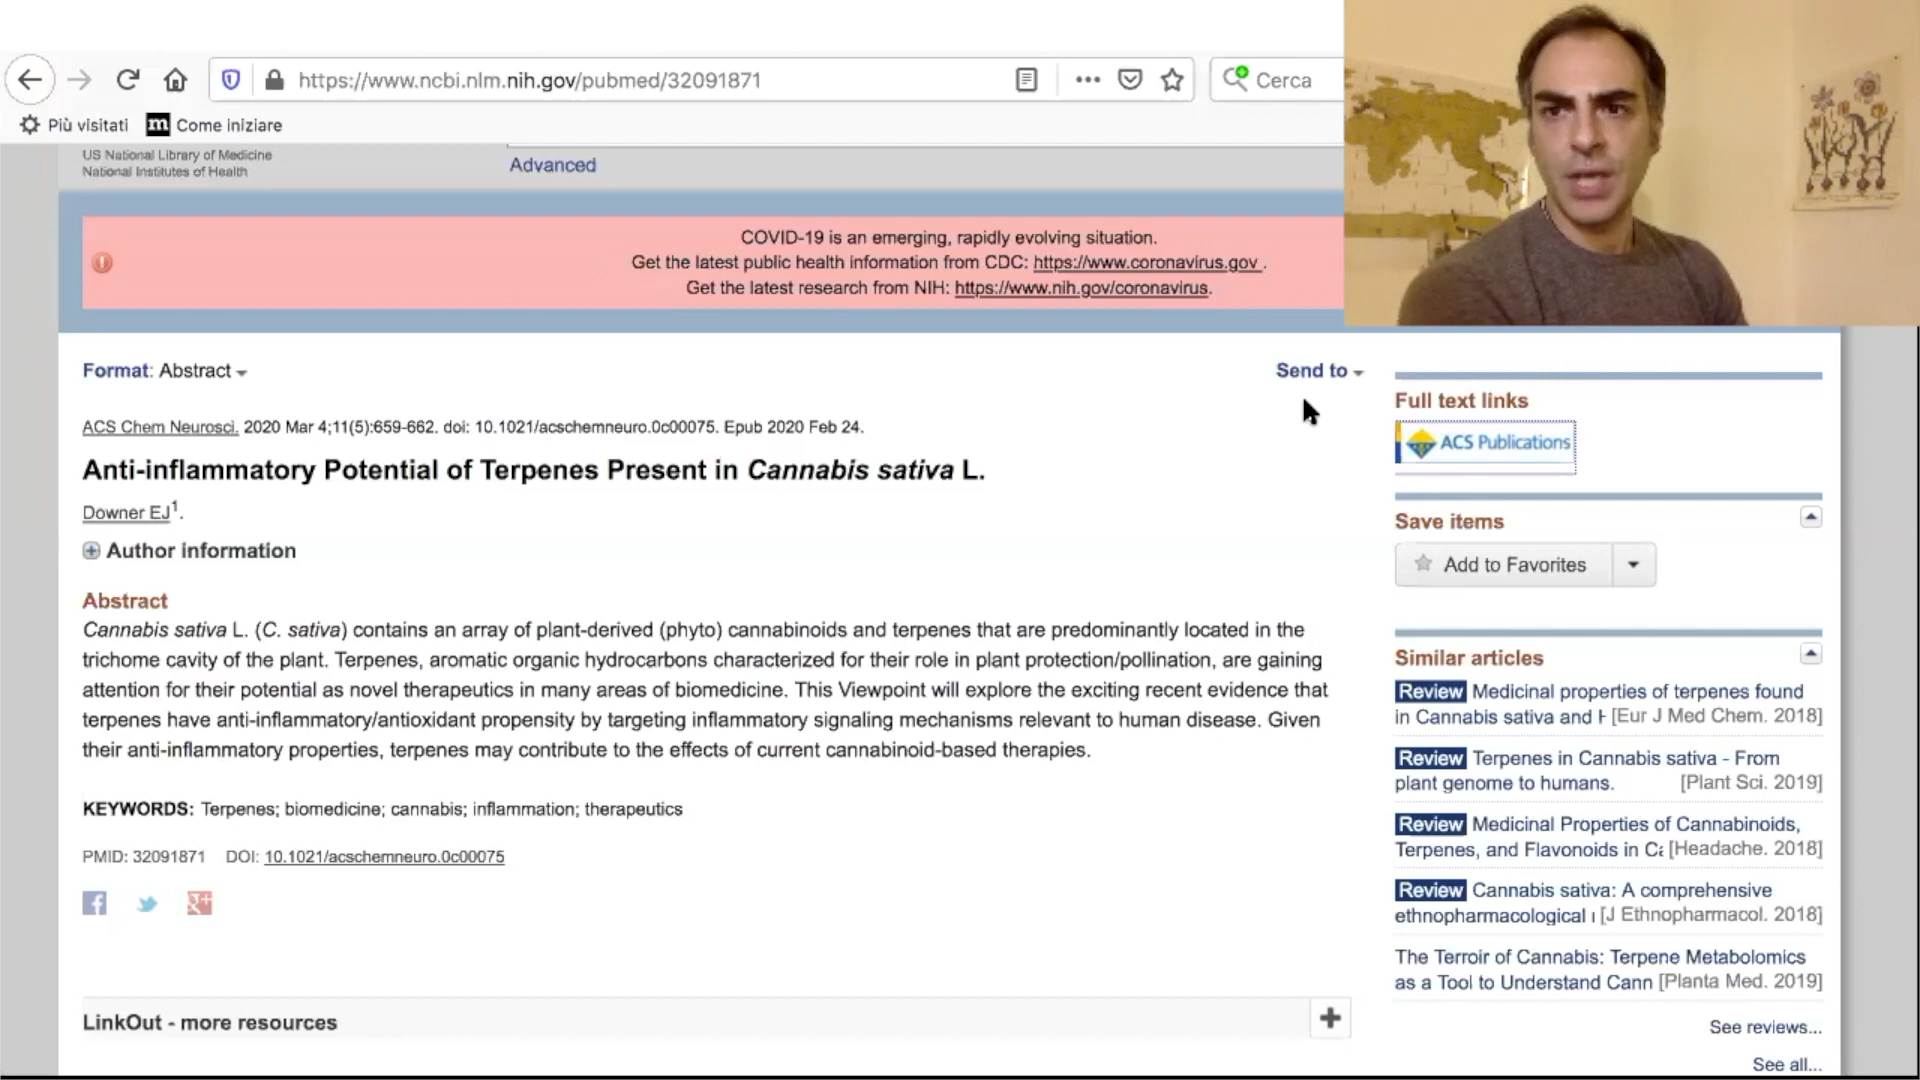 https://www.ncbi.nlm.nih.gov/pubmed/32091871
Cerca
Più visitati
m Come iniziare
US National Library of Medicine
National Institutes of Health
Advanced
COVID-19 is an emerging, rapidly evolving situation.
Get the latest public health information from CDC: https://www.coronavirus.gov .
Get the latest research from NIH: https://www.nih.gov/coronavirus.
Format: Abstract
Send to
ACS Chem Neurosci. 2020 Mar 4;11(5):659-662. doi: 10.1021/acschemneuro.0c00075. Epub 2020 Feb 24.
Anti-inflammatory Potential of Terpenes Present in Cannabis sativa L.
Downer EJ1.
Author information
Abstract
Cannabis sativa L. (C. sativa) contains an array of plant-derived (phyto) cannabinoids and terpenes that are predominantly located in the
trichome cavity of the plant. Terpenes, aromatic organic hydrocarbons characterized for their role in plant protection/pollination, are gaining
attention for their potential as novel therapeutics in many areas of biomedicine. This Viewpoint will explore the exciting recent evidence that
terpenes have anti-inflammatory/antioxidant propensity by targeting inflammatory signaling mechanisms relevant to human disease. Given
their anti-inflammatory properties, terpenes may contribute to the effects of current cannabinoid-based therapies.
KEYWORDS: Terpenes; biomedicine; cannabis; inflammation; therapeutics
PMID: 32091871 DOI: 10.1021/acschemneuro.0c00075
LinkOut - more resources
Full text links
ACS Publications
Save items
Add to Favorites
Similar articles
Review Medicinal properties of terpenes found
in Cannabis sativa and [Eur J Med Chem. 2018]
Review Terpenes in Cannabis sativa - From
plant genome to humans. [Plant Sci. 2019]
Review Medicinal Properties of Cannabinoids,
Terpenes, and Flavonoids in [Headache. 2018]
Review Cannabis sativa: A comprehensive
ethnopharmacological [J Ethnopharmacol. 2018]
The Terroir of Cannabis: Terpene Metabolomics
as a Tool to Understand Cann [Planta Med. 2019]
See reviews...
See all...